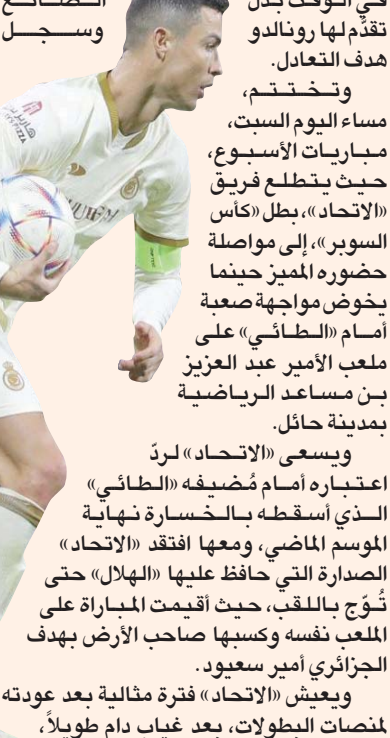 في الوقت بدل
تقدّم لها رونالدو
هدف التعادل.
وتختتم،
مساء اليوم السبت،
مباريات الأسبوع،
حيث يتطلع فريق
«الاتحاد»، بطل «كأس
السوبر»، إلى مواصلة
حضوره المميز حينما
يخوض مواجهة صعبة
أمام «الطائي» على
ملعب الأمير عبد العزيز
بن مساعد الرياضية
بمدينة حائل.
ويسعى «الاتحاد» لردّ
اعتباره أمام مُضيفه «الطائي»
الذي أسقطه بالخسارة نهاية
الموسم الماضي، ومعها افتقد «الاتحاد»
الصدارة التي حافظ عليها «الهلال» حتى
تُوّج باللقب، حيث أقيمت المباراة على
الملعب نفسه وكسبها صاحب الأرض بهدف
الجزائري أمير سعيود.
ويعيش «الاتحاد» فترة مثالية بعد عودته
لمنصات البطولات، بعد غياب دام طويلاً،
وسجل